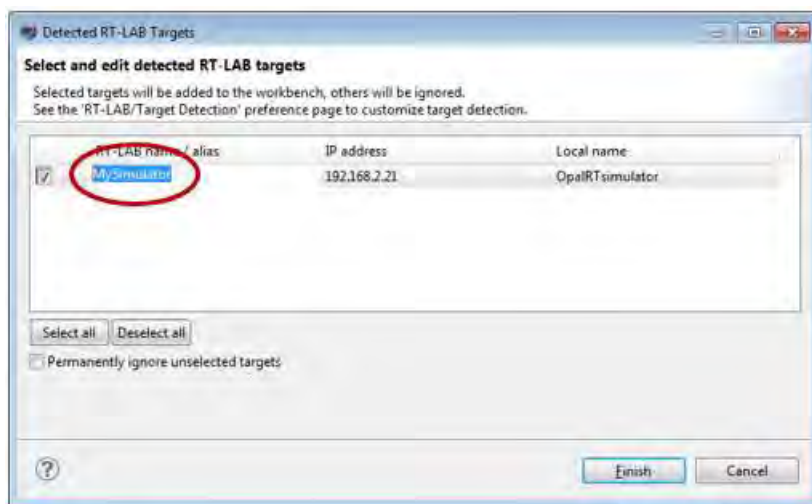 Detected RT-LAB Targets
Select and edit detected RT-LAB targets
Selected targets will be added to the workbench, others will be ignored.
See the 'RT-LAB/Target Detection' preference page to customize target detection.
RT-LAB name / alias IP address Local name
MySimulator 192.168.2.21 OpalRTsimulator
Select all Deselect all
Permanently ignore unselected targets
? Finish Cancel